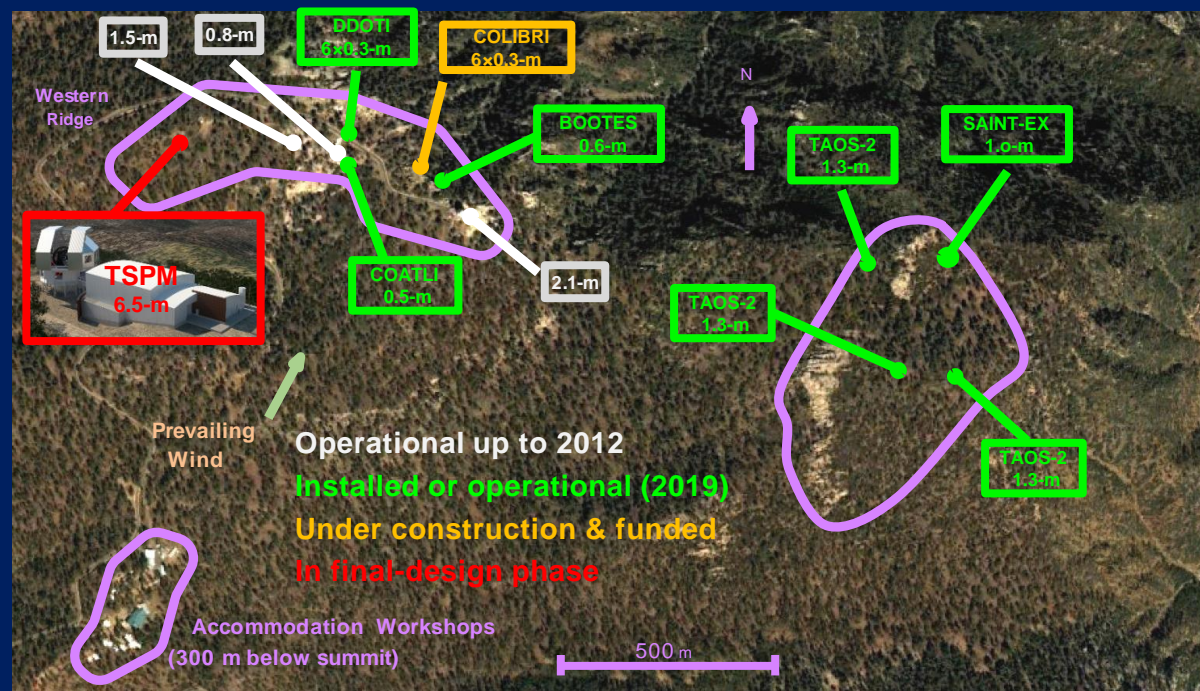 1.5-m
0.8-m
DDOTI
6×0.3-m
COLIBRI
6×0.3-m
Western
Ridge
BOOTES
0.6-m
N
TAOS-2
1.3-m
SAINT-EX
1.o-m
TSPM
6.5-m
COATLI
0.5-m
2.1-m
TAOS-2
1.3-m
Prevailing
Wind
Operational up to 2012
Installed or operational (2019)
Under construction & funded
In final-design phase
TAOS-2
1.3-m
Accommodation Workshops
(300 m below summit)
500 m